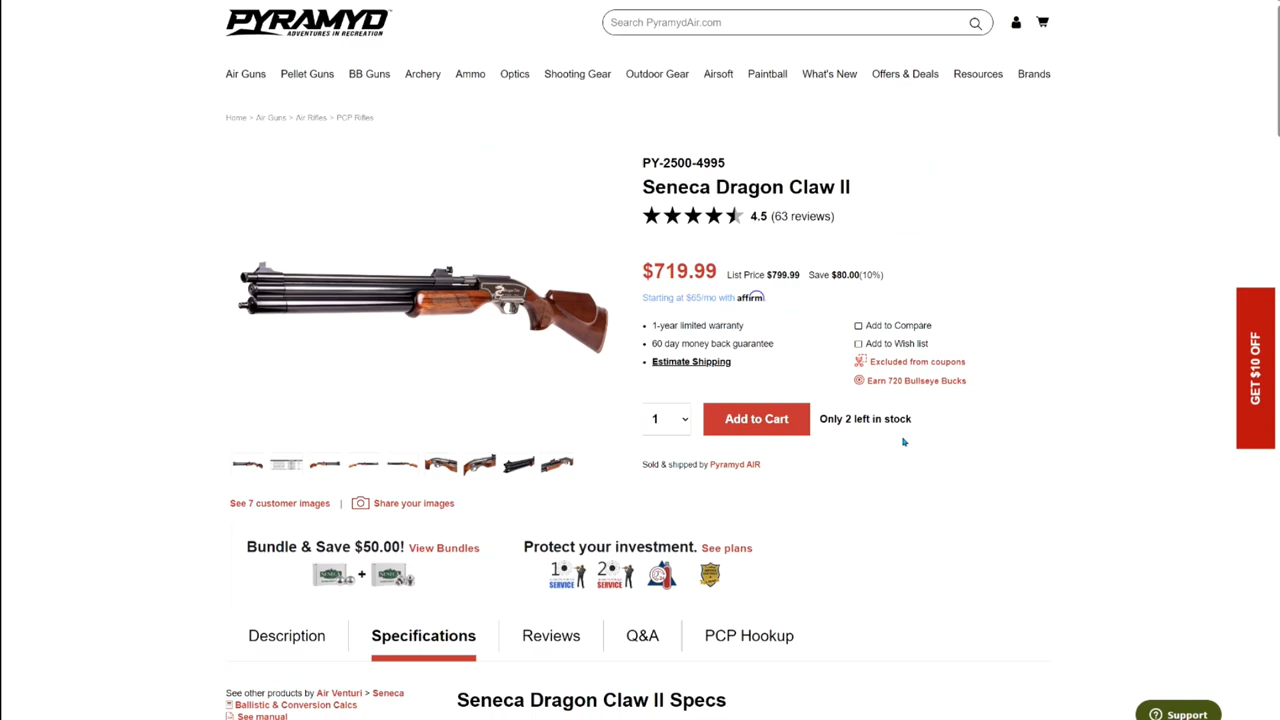 PYRAMYD
ADVENTURES IN RECREATION
Search PyramydAir.com
Air Guns Pellet Guns BB Guns Archery Ammo Optics Shooting Gear Outdoor Gear Airsoft Paintball What's New Offers & Deals Resources Brands
Home > Air Guns > Air Rifles > PCP Rifles
PY-2500-4995
Seneca Dragon Claw II
4.5 (63 reviews)
$719.99 List Price $799.99 Save $80.00(10%)
Starting at $65/mo with affirm
• 1-year limited warranty
Add to Compare
• 60 day money back guarantee
Add to Wish list
• Estimate Shipping
Excluded from coupons
Earn 720 Bullseye Bucks
1 Add to Cart Only 2 left in stock
GET $10 OFF
Sold & shipped by Pyramyd AIR
See 7 customer images | Share your images
Bundle & Save $50.00! View Bundles
Protect your investment. See plans
SENECA + SENECA
10 SERVICE 20 SERVICE
Description Specifications Reviews Q&A PCP Hookup
See other products by Air Venturi > Seneca
Ballistic & Conversion Calcs
See manual
Seneca Dragon Claw II Specs
Support